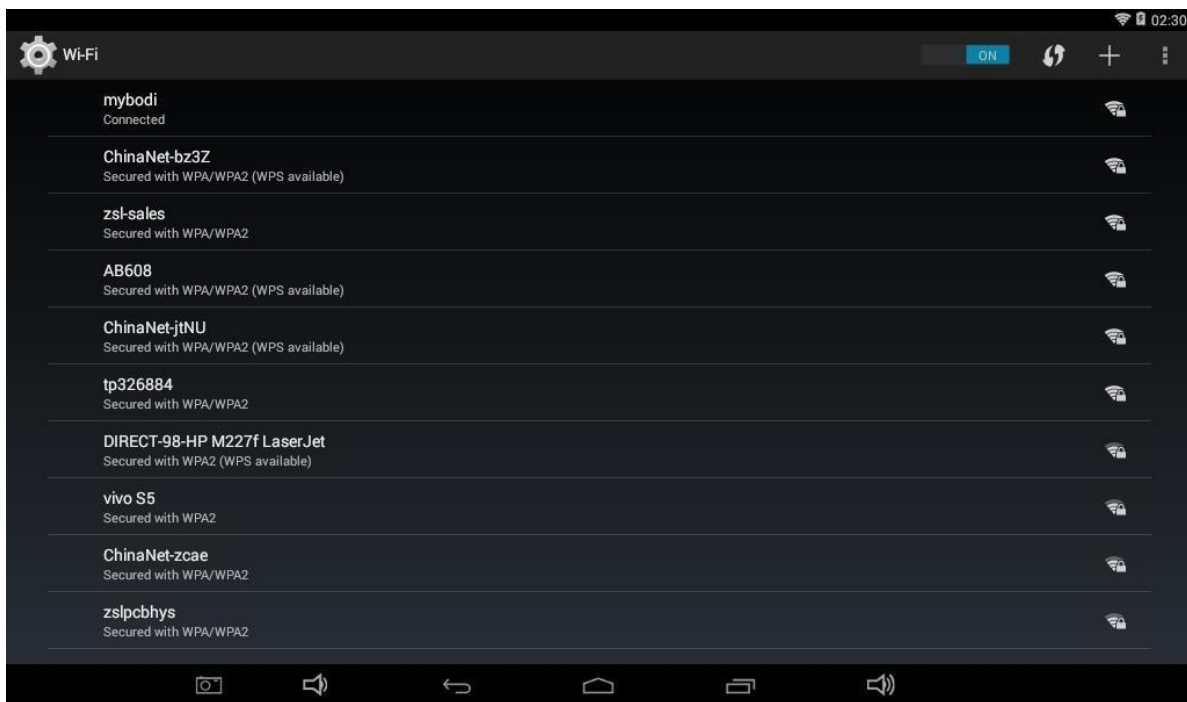 02:30
Wi-Fi
ON
mybodi
Connected
ChinaNet-bz3Z
Secured with WPA/WPA2 (WPS available)
zsl-sales
Secured with WPA/WPA2
AB608
Secured with WPA/WPA2 (WPS available)
ChinaNet-jtNU
Secured with WPA/WPA2 (WPS available)
tp326884
Secured with WPA/WPA2
DIRECT-98-HP M227f LaserJet
Secured with WPA2 (WPS available)
vivo S5
Secured with WPA2
ChinaNet-zcae
Secured with WPA/WPA2
zslpcbhys
Secured with WPA/WPA2